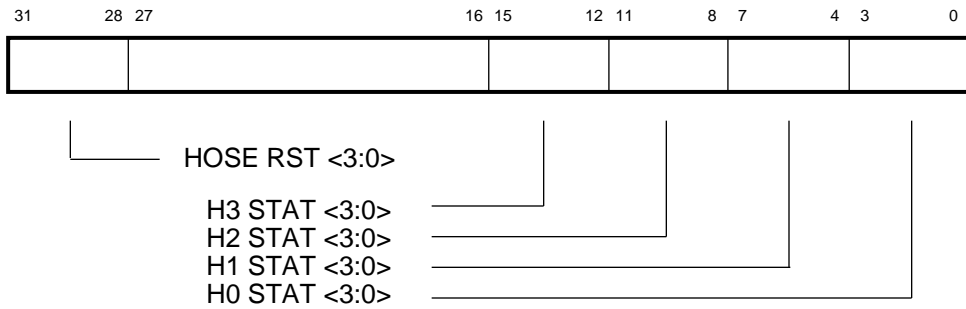 31 28 27 16 15 12 11 8 7 4 3 0
HOSE RST <3:0>
H3 STAT <3:0>
H2 STAT <3:0>
H1 STAT <3:0>
H0 STAT <3:0>